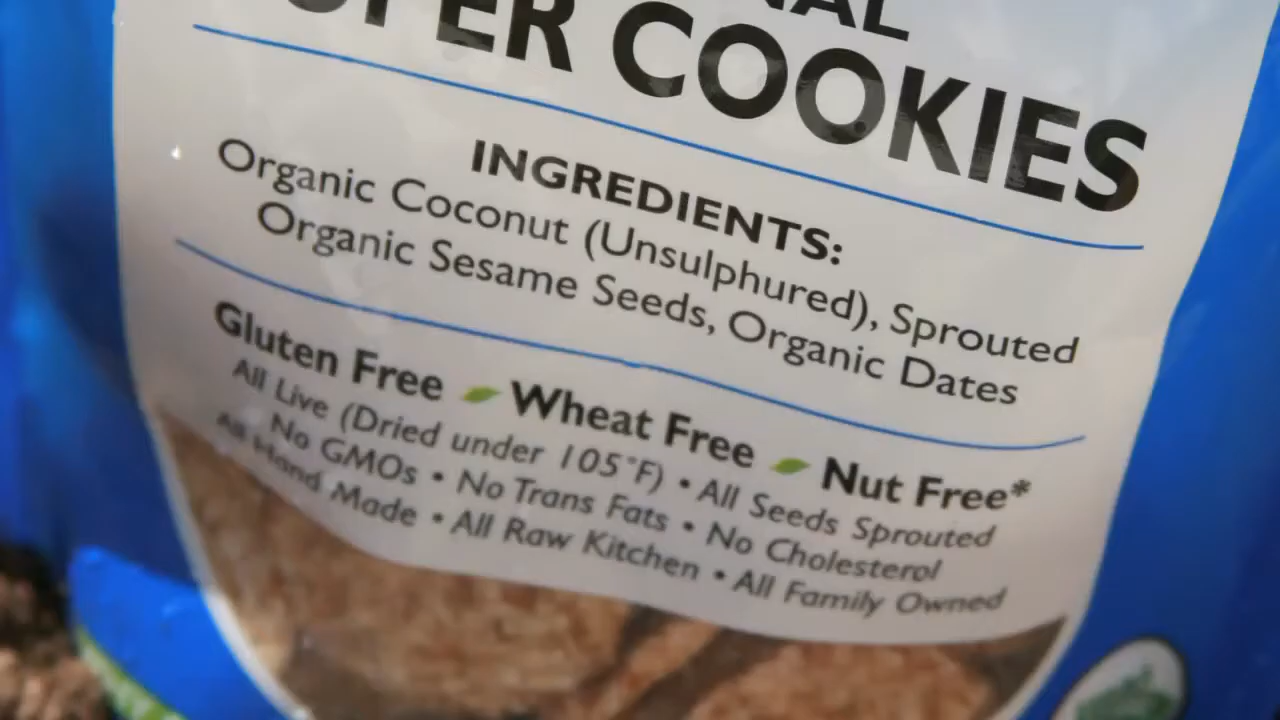 COOKIES
INGREDIENTS:
Organic Coconut (Unsulphured), Sprouted
Organic Sesame Seeds, Organic Dates
Gluten Free Wheat Free Nut Free*
All Live (Dried under 105°F) • All Seeds Sprouted
No GMOs • No Trans Fats • No Cholesterol
All Hand Made • All Raw Kitchen • All Family Owned